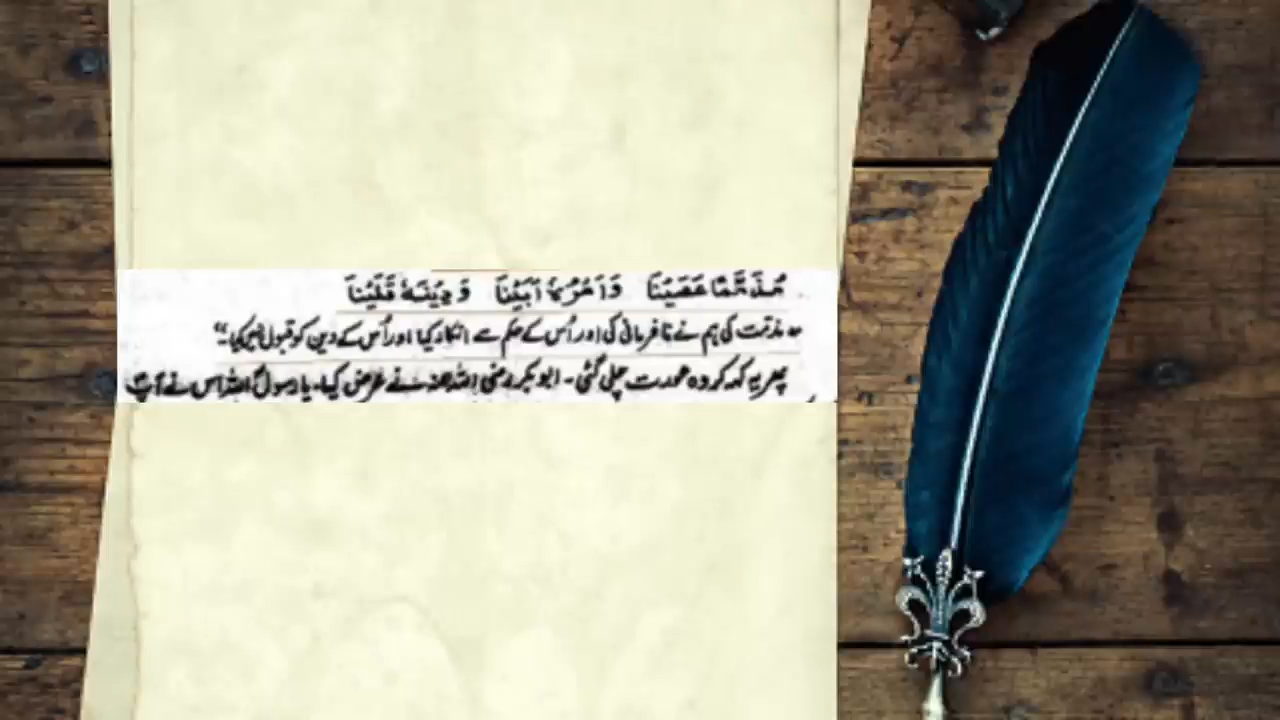 مُذَمَّمًا عَصَيْنَا وَاَمْرَهٗ اَبَيْنَا وَدِيْنَهٗ قَلَيْنَا
مذمّت کی ہم نے نافرمانی کی اور اُس کے حکم سے انکار کیا اور اُس کے دین کو قبول نہیں کیا۔“
پھر یہ کہہ کر وہ عورت چلی گئی۔ ابو بکر رضی اللہ عنہ نے عرض کیا۔ یا رسول اللہ اس نے آپ